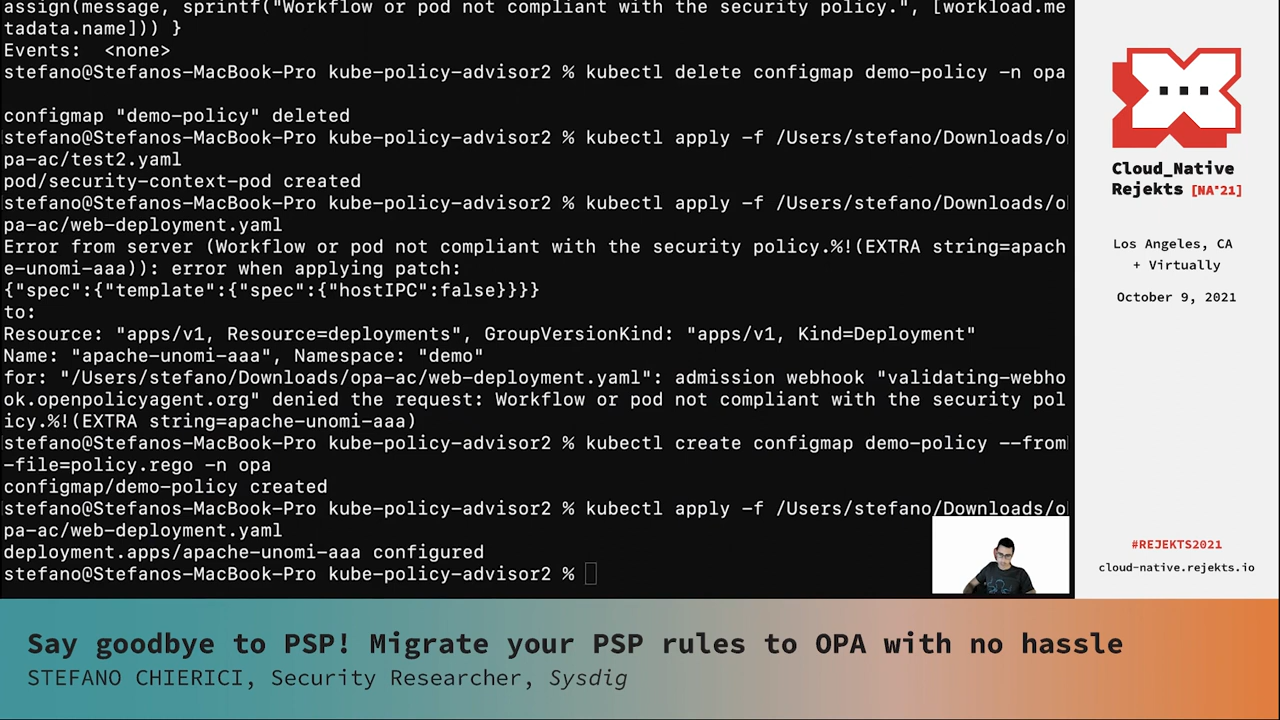 assign(message, sprintf("Workflow or pod not compliant with the security policy.", [workload.me
tadata.name])) }
Events:  <none>
stefano@Stefanos-MacBook-Pro kube-policy-advisor2 % kubectl delete configmap demo-policy -n opa
configmap "demo-policy" deleted
stefano@Stefanos-MacBook-Pro kube-policy-advisor2 % kubectl apply -f /Users/stefano/Downloads/o
pa-ac/test2.yaml
pod/security-context-pod created
stefano@Stefanos-MacBook-Pro kube-policy-advisor2 % kubectl apply -f /Users/stefano/Downloads/o
pa-ac/web-deployment.yaml
Error from server (Workflow or pod not compliant with the security policy.%!(EXTRA string=apach
e-unomi-aaa)): error when applying patch:
{"spec":{"template":{"spec":{"hostIPC":false}}}}
to:
Resource: "apps/v1, Resource=deployments", GroupVersionKind: "apps/v1, Kind=Deployment"
Name: "apache-unomi-aaa", Namespace: "demo"
for: "/Users/stefano/Downloads/opa-ac/web-deployment.yaml": admission webhook "validating-webho
ok.openpolicyagent.org" denied the request: Workflow or pod not compliant with the security pol
icy.%!(EXTRA string=apache-unomi-aaa)
stefano@Stefanos-MacBook-Pro kube-policy-advisor2 % kubectl create configmap demo-policy --from
-file=policy.rego -n opa
configmap/demo-policy created
stefano@Stefanos-MacBook-Pro kube-policy-advisor2 % kubectl apply -f /Users/stefano/Downloads/o
pa-ac/web-deployment.yaml
deployment.apps/apache-unomi-aaa configured
stefano@Stefanos-MacBook-Pro kube-policy-advisor2 %
Cloud_Native
Rejekts [NA'21]
Los Angeles, CA
+ Virtually
October 9, 2021
#REJEKTS2021
cloud-native.rejekts.io
Say goodbye to PSP! Migrate your PSP rules to OPA with no hassle
STEFANO CHIERICI, Security Researcher, Sysdig